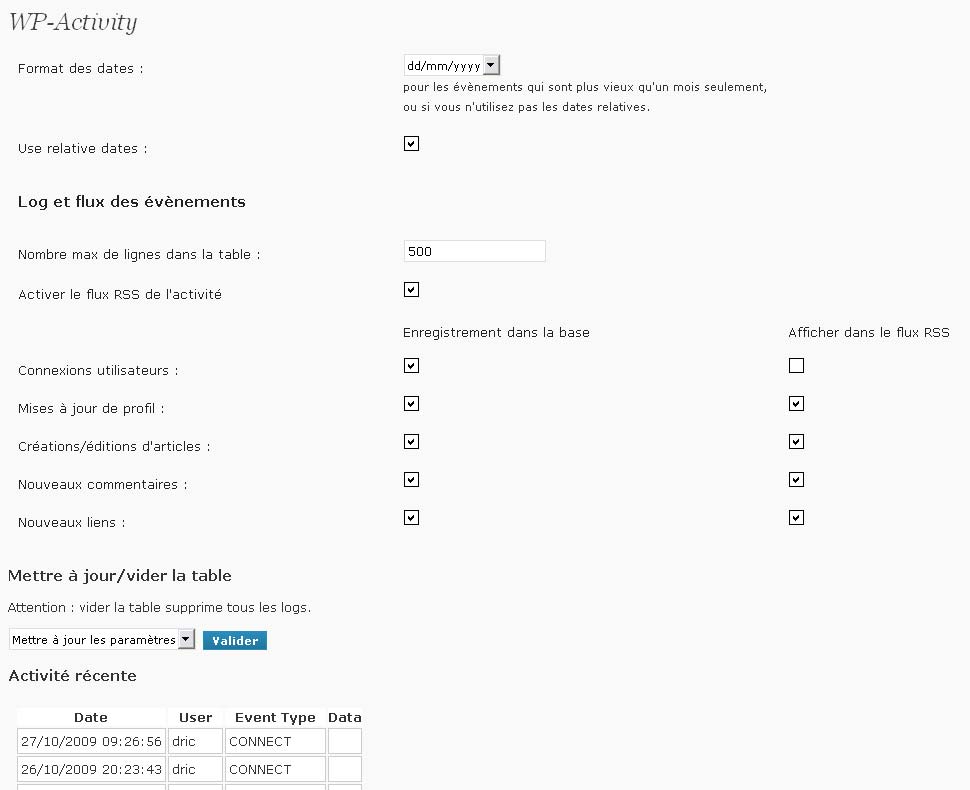 WP-Activity
Format des dates :
dd/mm/yyyy
pour les évènements qui sont plus vieux qu'un mois seulement,
ou si vous n'utilisez pas les dates relatives.
Use relative dates :
Log et flux des évènements
Nombre max de lignes dans la table :
500
Activer le flux RSS de l'activité
Enregistrement dans la base
Afficher dans le flux RSS
Connexions utilisateurs :
Mises à jour de profil :
Créations/éditions d'articles :
Nouveaux commentaires :
Nouveaux liens :
Mettre à jour/vider la table
Attention : vider la table supprime tous les logs.
Mettre à jour les paramètres Valider
Activité récente
Date User Event Type Data
27/10/2009 09:26:56 dric CONNECT
26/10/2009 20:23:43 dric CONNECT